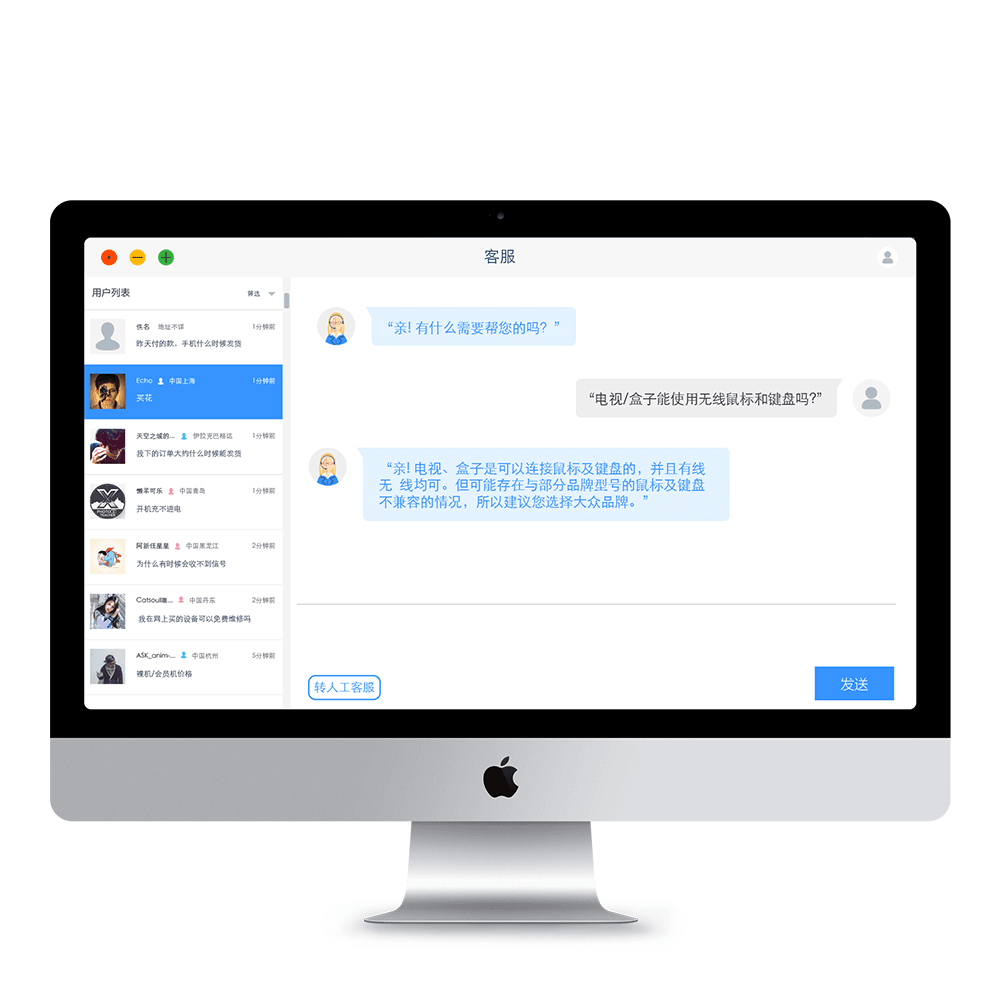 客服
用户列表 筛选
佚名 地址不详 1分钟前
昨天付的款，手机什么时候发货
Echo 中国上海 1分钟前
买花
天空之城的... 伊拉克巴格达 1分钟前
我下的订单大约什么时候能发货
懒羊可乐 中国青岛 1分钟前
开机充不进电
阿浙任星星 中国黑龙江 2分钟前
为什么有时候会收不到信号
Catsoul瞳... 中国丹东 2分钟前
我在网上买的设备可以免费维修吗
ASK_anim-... 中国杭州 5分钟前
裸机/会员机价格
“亲! 有什么需要帮您的吗？”
“电视/盒子能使用无线鼠标和键盘吗?”
“亲! 电视、盒子是可以连接鼠标及键盘的，并且有线
无 线均可。但可能存在与部分品牌型号的鼠标及键盘
不兼容的情况，所以建议您选择大众品牌。”
转人工客服
发送